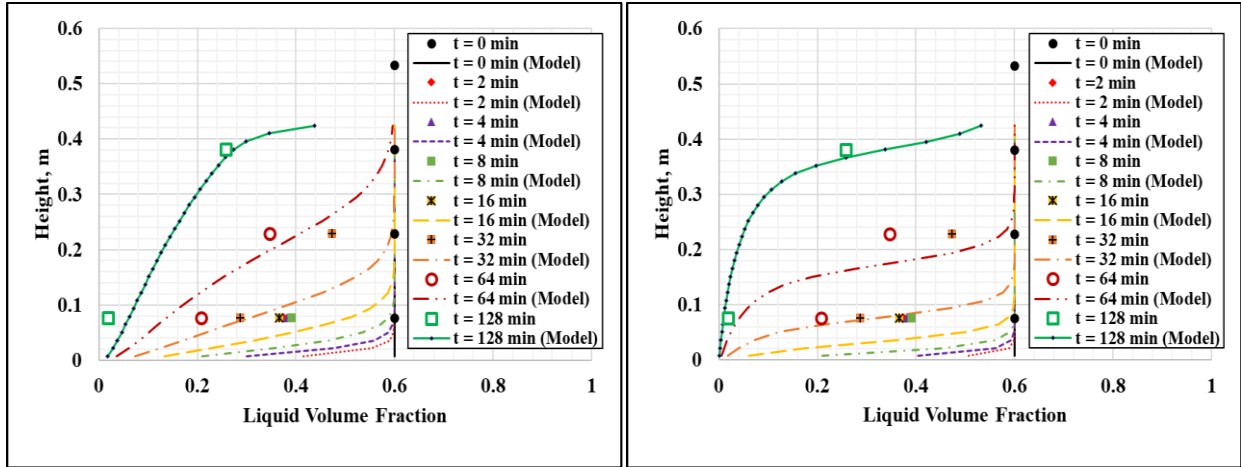 0.6
0.5
0.4
0.3
0.2
0.1
0
Height, m
0 0.2 0.4 0.6 0.8 1
Liquid Volume Fraction
t = 0 min
t = 0 min (Model)
t = 2 min
t = 2 min (Model)
t = 4 min
t = 4 min (Model)
t = 8 min
t = 8 min (Model)
t = 16 min
t = 16 min (Model)
t = 32 min
t = 32 min (Model)
t = 64 min
t = 64 min (Model)
t = 128 min
t = 128 min (Model)
0.6
0.5
0.4
0.3
0.2
0.1
0
Height, m
0 0.2 0.4 0.6 0.8 1
Liquid Volume Fraction
t = 0 min
t = 0 min (Model)
t =2 min
t = 2 min (Model)
t = 4 min
t = 4 min (Model)
t = 8 min
t = 8 min (Model)
t = 16 min
t = 16 min (Model)
t = 32 min
t = 32 min (Model)
t = 64 min
t = 64 min (Model)
t = 128 min
t = 128 min (Model)